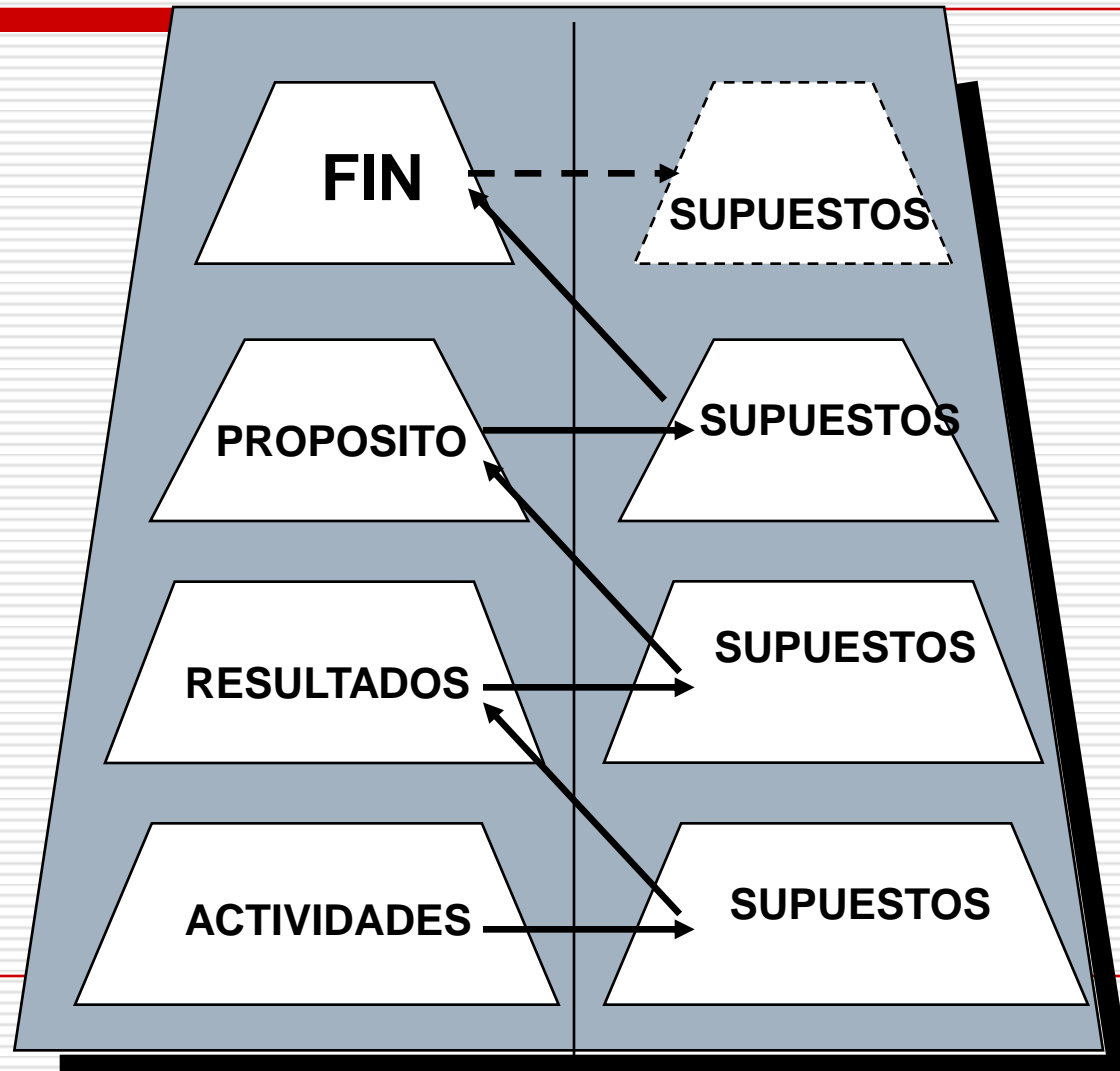 FIN
SUPUESTOS
PROPOSITO
SUPUESTOS
RESULTADOS
SUPUESTOS
ACTIVIDADES
SUPUESTOS